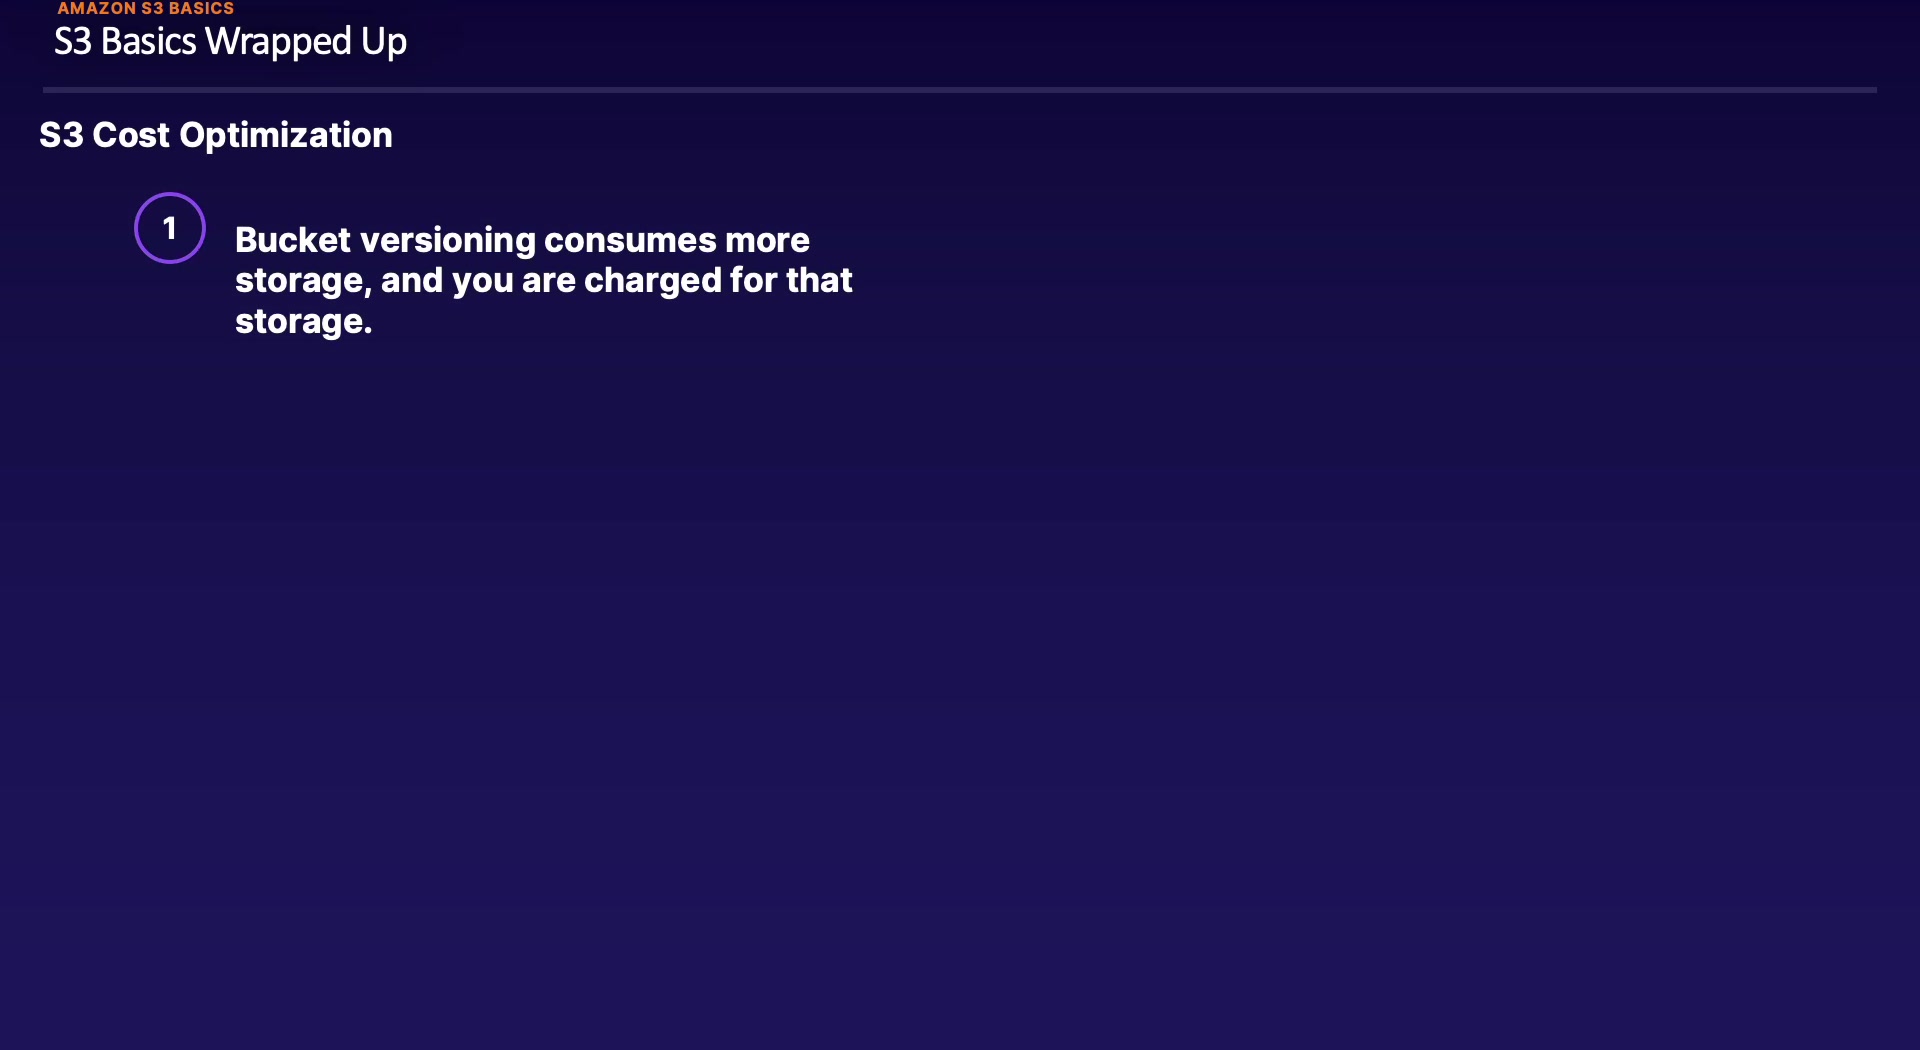 AMAZON S3 BASICS
S3 Basics Wrapped Up
S3 Cost Optimization
1
Bucket versioning consumes more
storage, and you are charged for that
storage.